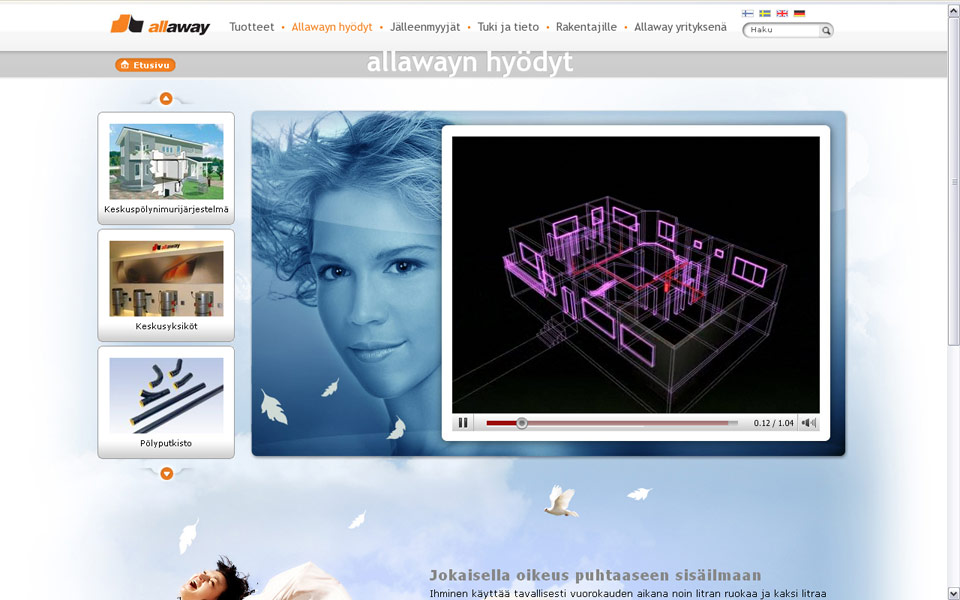 allaway
Tuotteet • Allawayn hyödyt • Jälleenmyyjät • Tuki ja tieto • Rakentajille • Allaway yrityksenä
Haku
Etusivu
allawayn hyödyt
Keskuspölynimurijärjestelmä
allaway
Keskusyksiköt
Pölyputkisto
0.12 / 1.04
Jokaisella oikeus puhtaaseen sisäilmaan
Ihminen käyttää tavallisesti vuorokauden aikana noin litran ruokaa ja kaksi litraa